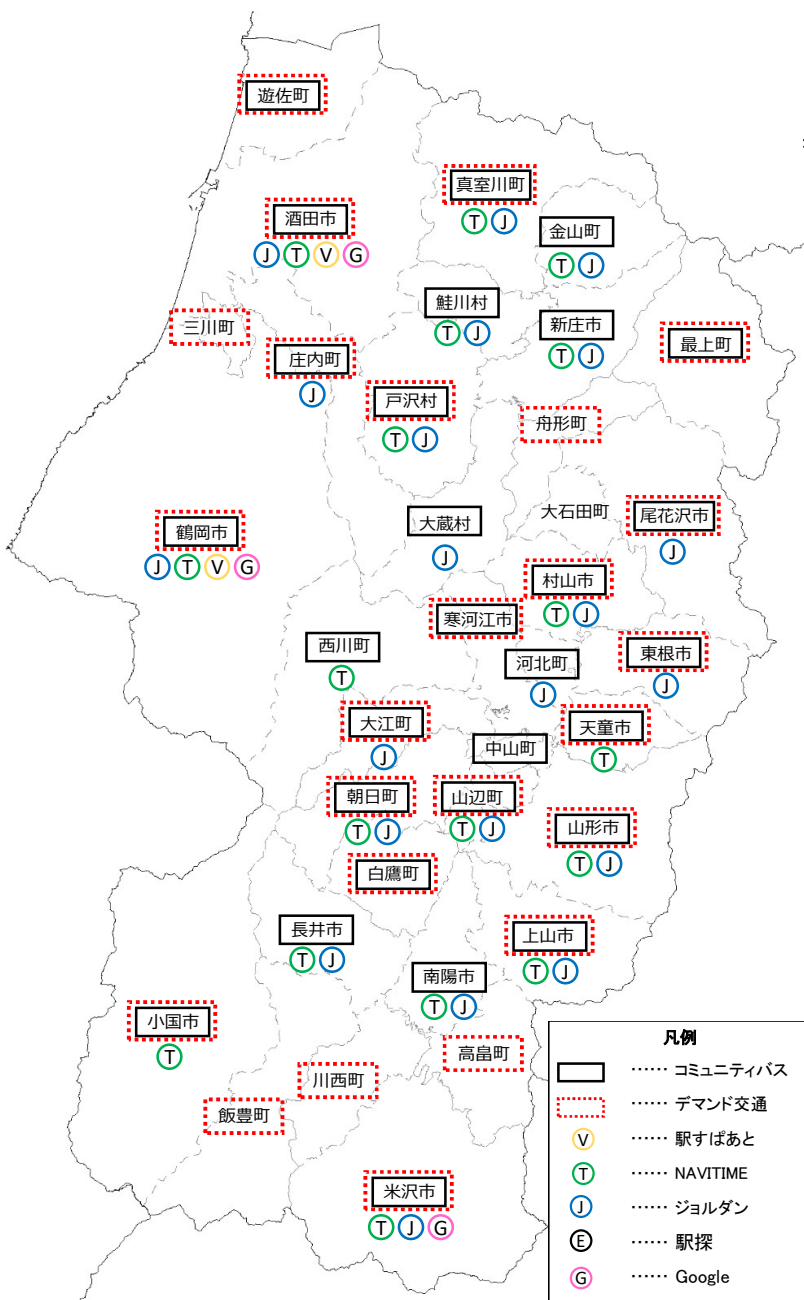 遊佐町
真室川町
T J
酒田市
J T V G
金山町
T J
鮭川村
T J
新庄市
T J
三川町
庄内町
J
最上町
戸沢村
T J
舟形町
大蔵村
J
大石田町
尾花沢市
J
鶴岡市
J T V G
村山市
T J
寒河江市
西川町
T
河北町
J
東根市
J
大江町
J
中山町
天童市
T
朝日町
T J
山辺町
T J
山形市
T J
白鷹町
長井市
T J
上山市
T J
南陽市
T J
小国市
T
高畠町
川西町
飯豊町
米沢市
T J G
凡例
…… コミュニティバス
…… デマンド交通
V …… 駅すぱあと
T …… NAVITIME
J …… ジョルダン
E …… 駅探
G …… Google